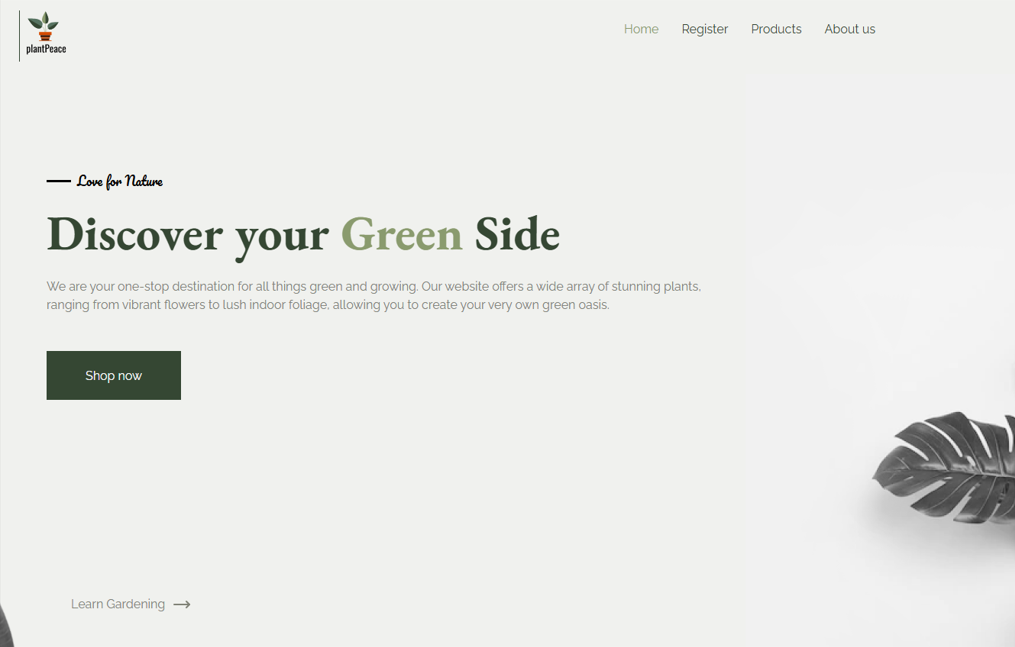 plantPeace
Home Register Products About us
Love for Nature
Discover your Green Side
We are your one-stop destination for all things green and growing. Our website offers a wide array of stunning plants,
ranging from vibrant flowers to lush indoor foliage, allowing you to create your very own green oasis.
Shop now
Learn Gardening